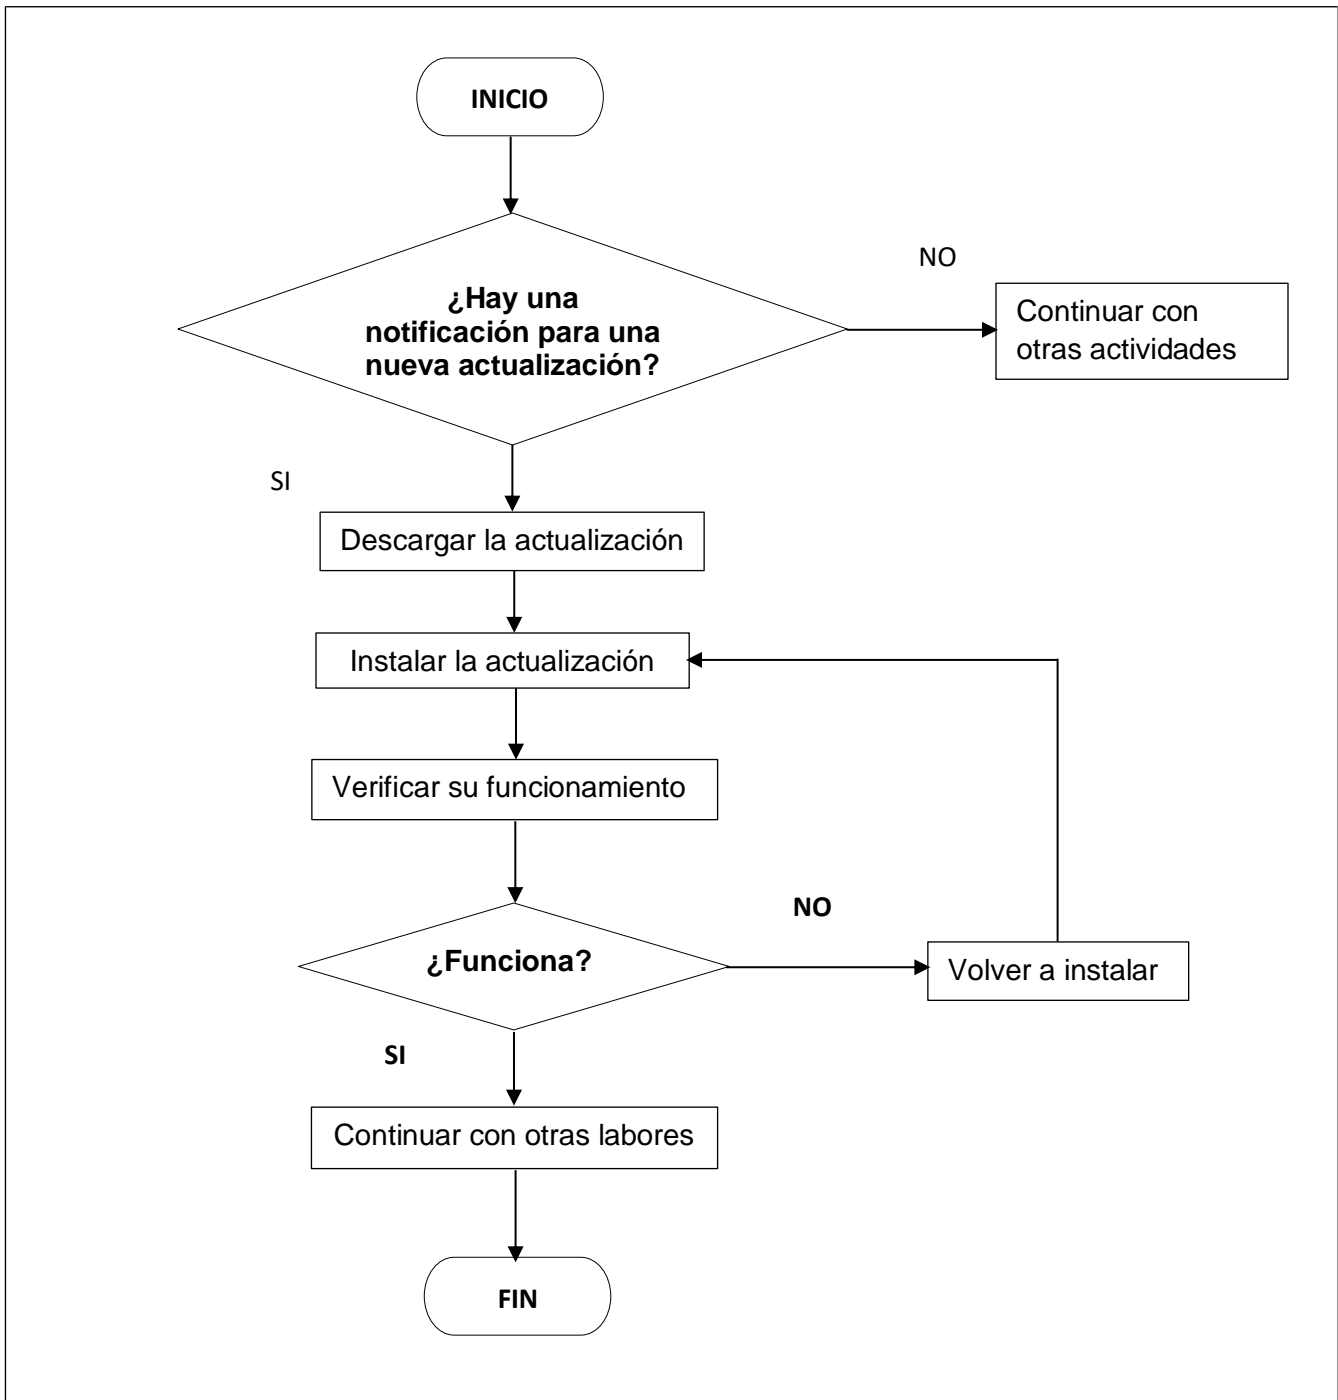 INICIO
¿Hay una
notificación para una
nueva actualización?
NO
Continuar con
otras actividades
SI
Descargar la actualización
Instalar la actualización
Verificar su funcionamiento
¿Funciona?
NO
Volver a instalar
SI
Continuar con otras labores
FIN